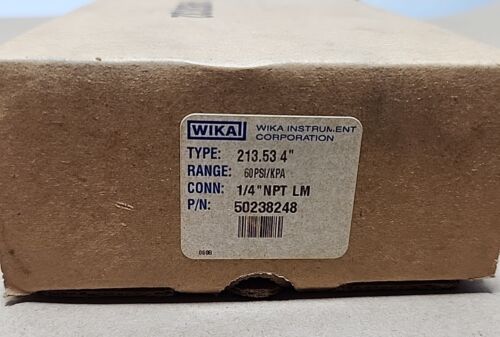 WIKA
WIKA INSTRUMENT
CORPORATION
TYPE: 213.53 4"
RANGE: 60PSI/KPA
CONN: 1/4" NPT LM
P/N: 50238248